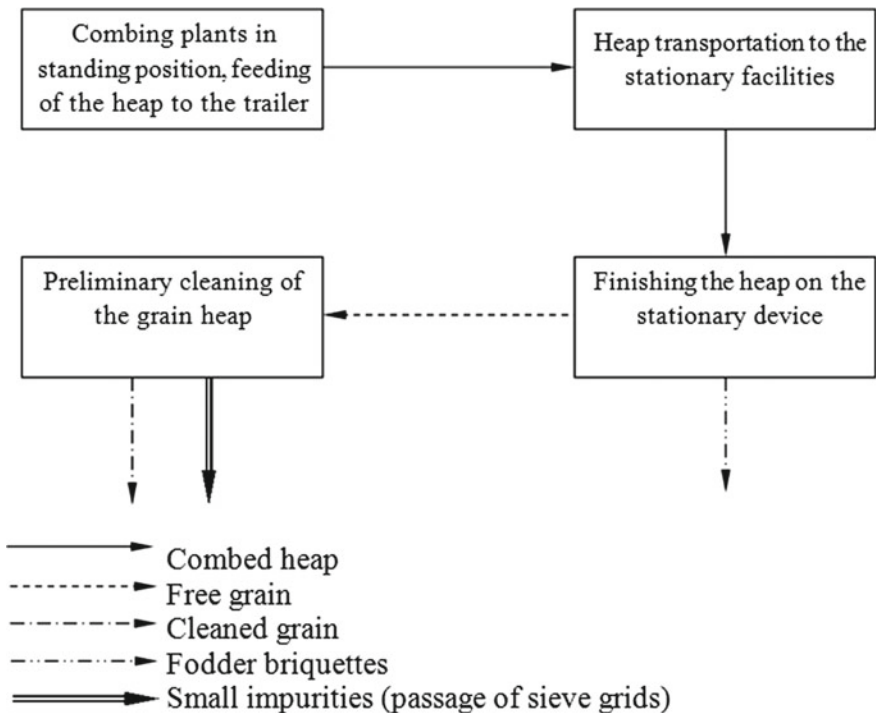 Combing plants in
standing position, feeding
of the heap to the trailer
Heap transportation to the
stationary facilities
Preliminary cleaning of
the grain heap
Finishing the heap on the
stationary device
Combed heap
Free grain
Cleaned grain
Fodder briquettes
Small impurities (passage of sieve grids)